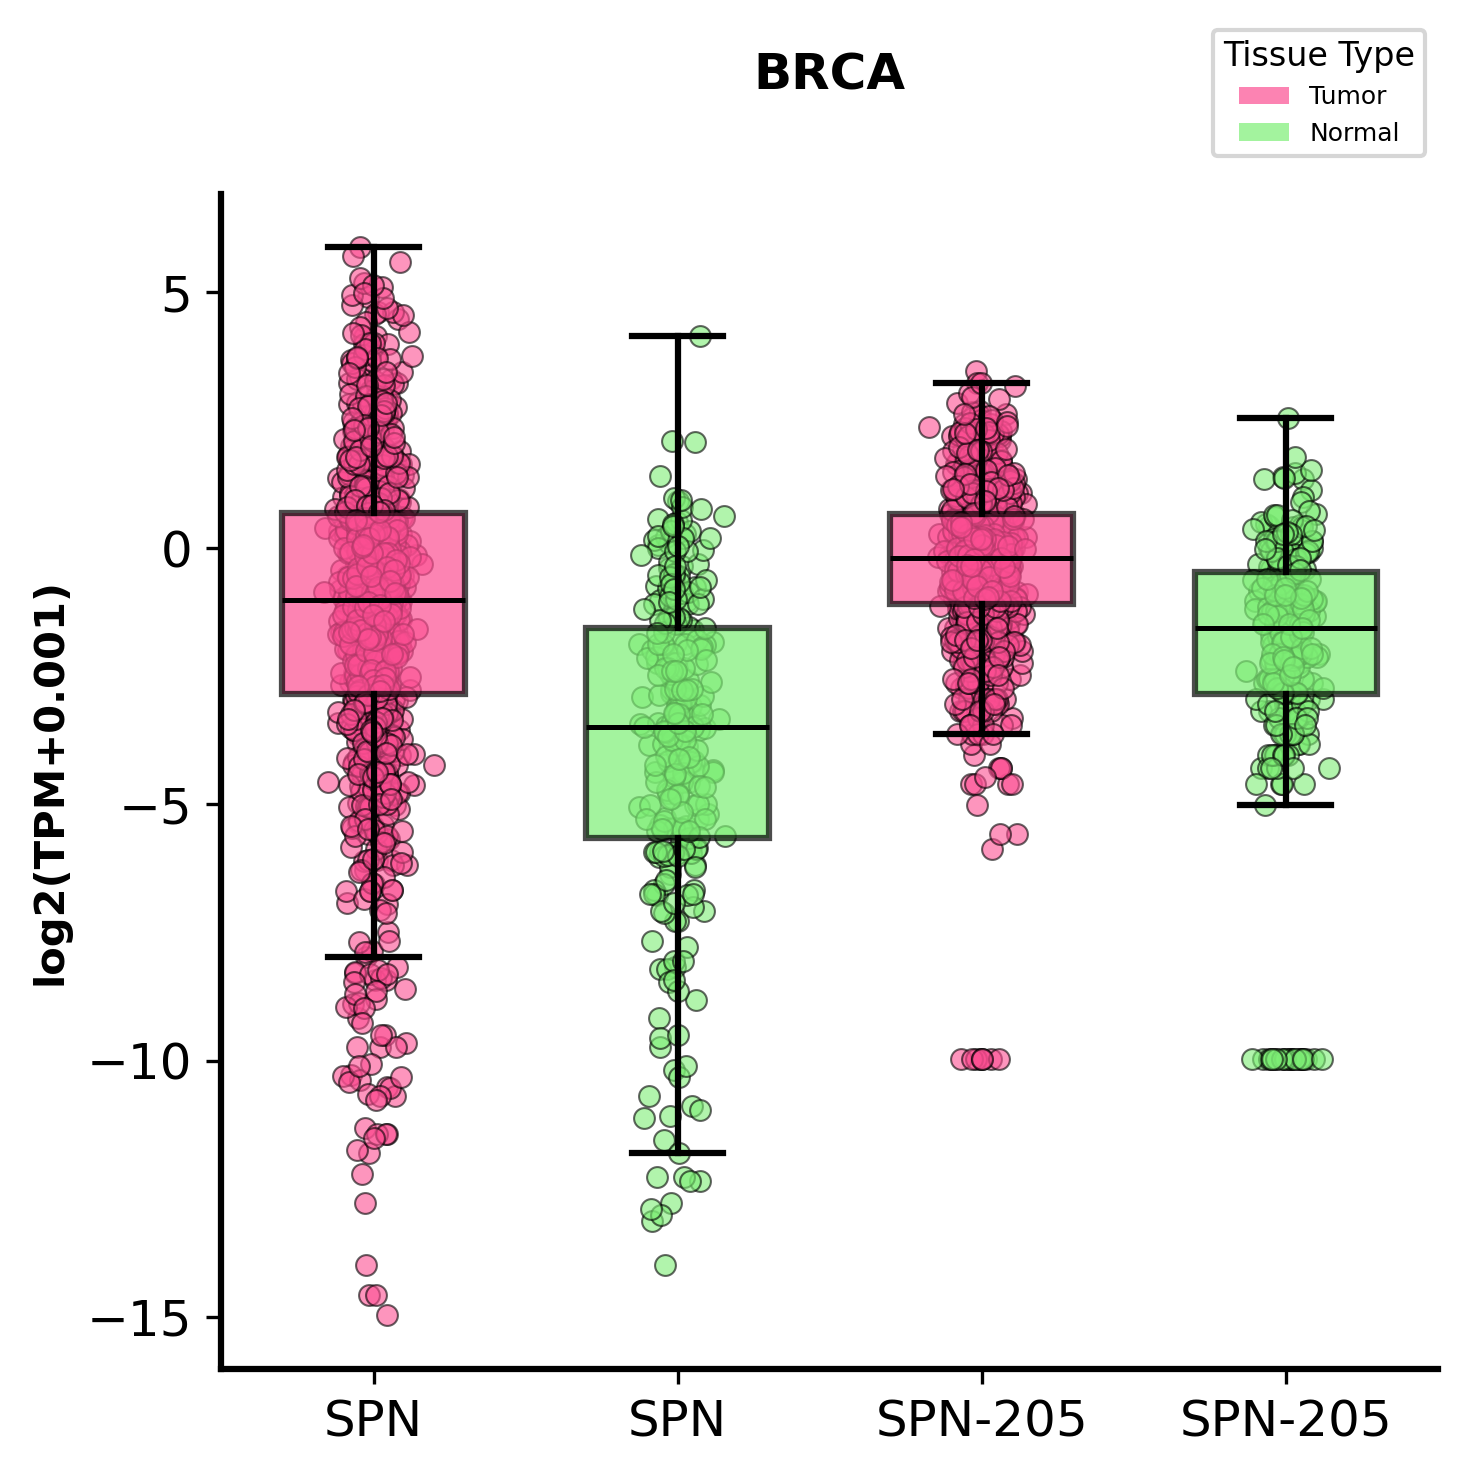 BRCA
Tissue Type
Tumor
Normal
log2(TPM+0.001)
5
0
−5
−10
−15
SPN
SPN
SPN-205
SPN-205